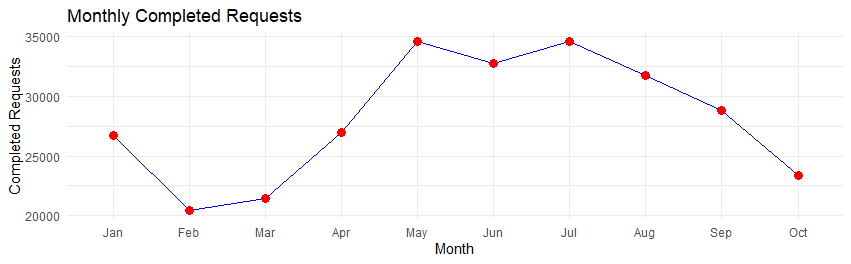 Monthly Completed Requests
35000
30000
25000
20000
Completed Requests
Jan Feb Mar Apr May Jun Jul Aug Sep Oct
Month